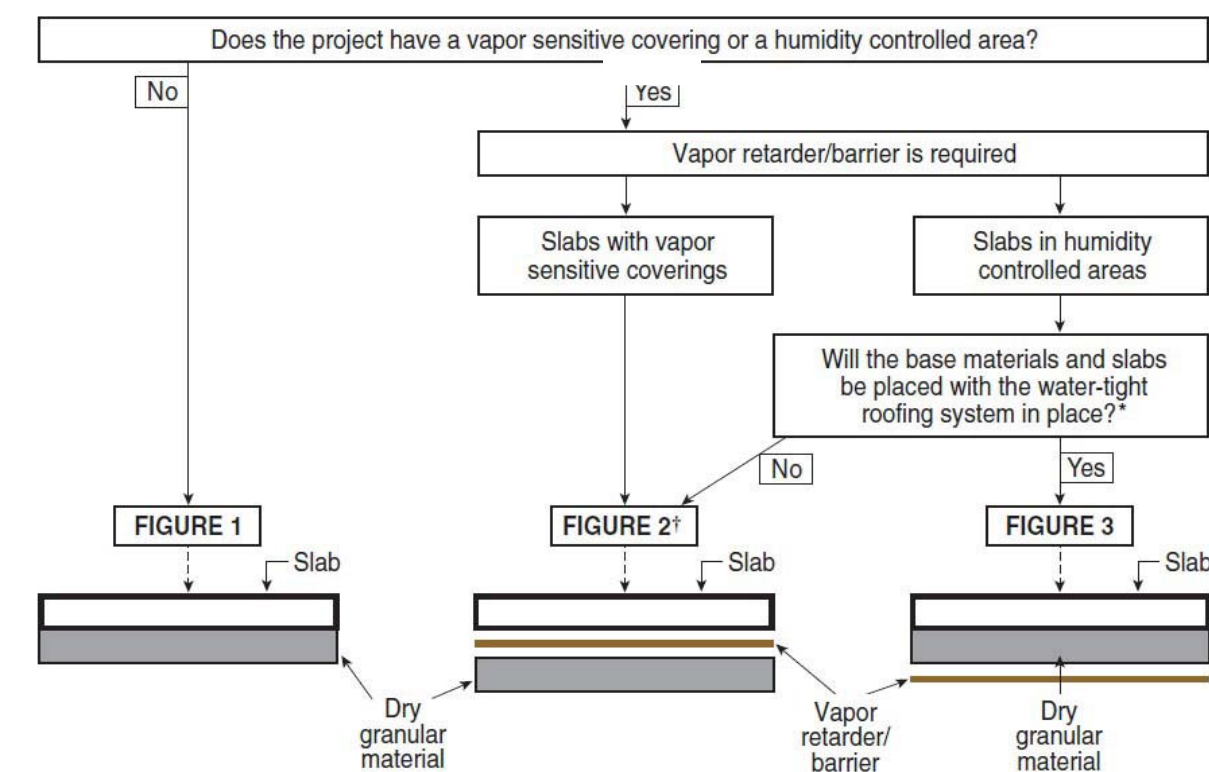 Does the project have a vapor sensitive covering or a humidity controlled area?
No
Yes
Vapor retarder/barrier is required
Slabs with vapor
sensitive coverings
Slabs in humidity
controlled areas
Will the base materials and slabs
be placed with the water-tight
roofing system in place?*
No
Yes
FIGURE 1
FIGURE 2†
FIGURE 3
Slab
Slab
Slab
Dry
granular
material
Vapor
retarder/
barrier
Dry
granular
material